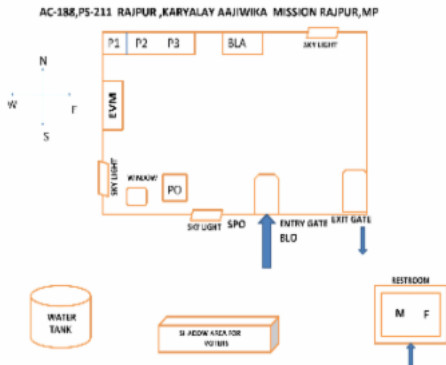 AC-188,PS-211 RAJPUR ,KARYALAY AAJIWIKA MISSION RAJPUR,MP
P1 P2 P3 BLA
SKY LIGHT
N
W E
S
EVM
SKY LIGHT
WINDOW
PO
SKY LIGHT SPO ENTRY GATE EXIT GATE
BLO
RESTROOM
M F
WATER
TANK
SHADOW AREA FOR
VOTERS